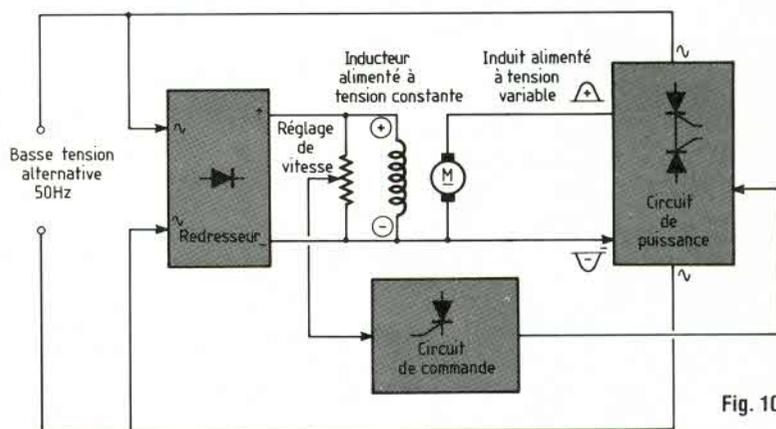 Inducteur
alimenté à
tension constante
Induit alimenté
à tension
variable
+
~
Basse tension
alternative
50Hz
~
~
Redresseur
+
-
Réglage
de
vitesse
+
-
M
-
Circuit
de
puissance
~
Circuit
de commande
Fig. 10